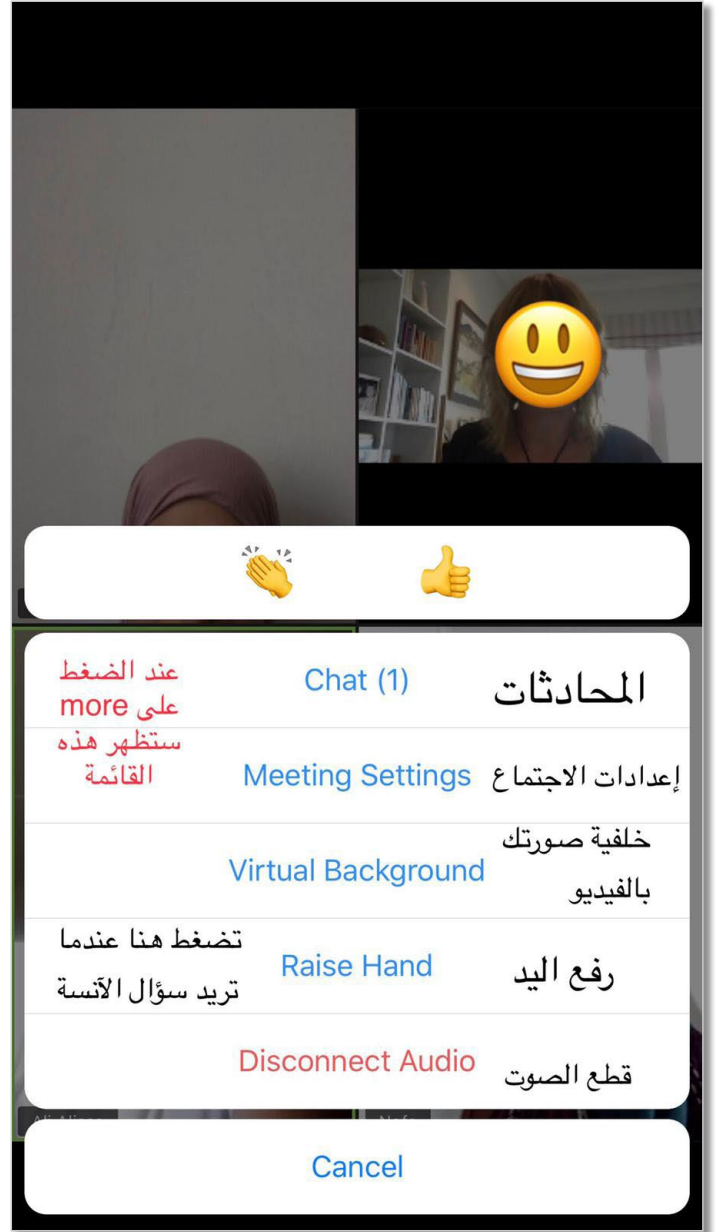 عند الضغط
على more
ستظهر هذه
القائمة
Chat (1)
المحادثات
Meeting Settings
إعدادات الاجتماع
Virtual Background
خلفية صورتك
بالفيديو
تضغط هنا عندما
تريد سؤال الآنسة
Raise Hand
رفع اليد
Disconnect Audio
قطع الصوت
Cancel